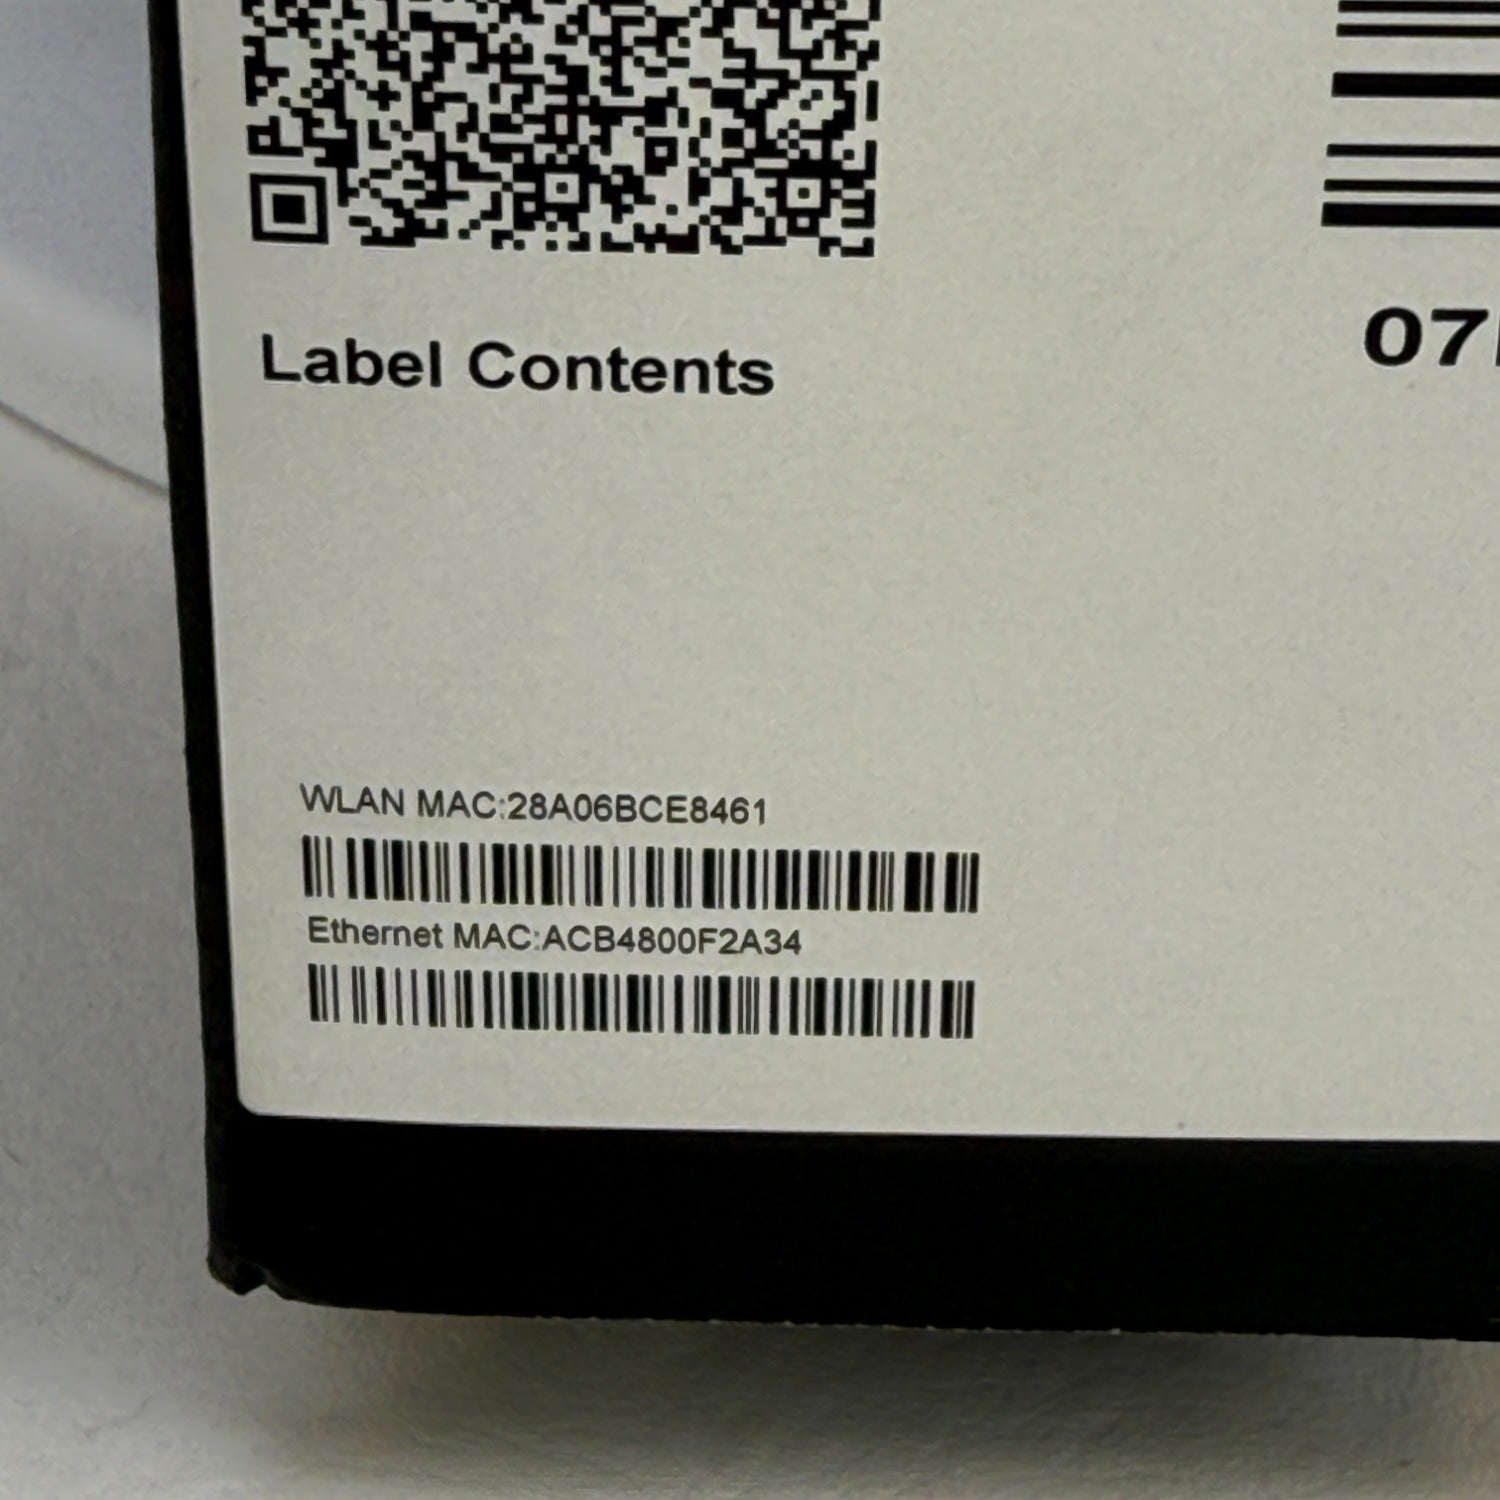 Label Contents
07
WLAN MAC:28A06BCE8461
Ethernet MAC:ACB4800F2A34